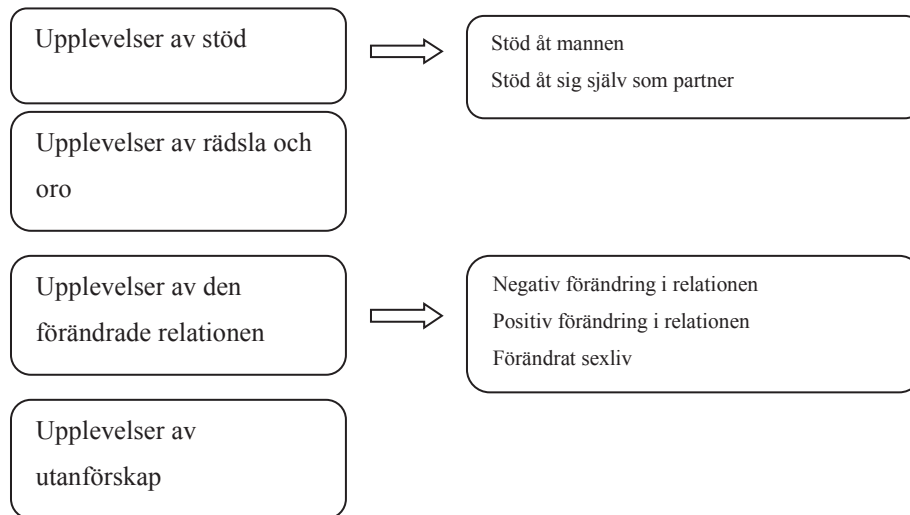 Upplevelser av stöd
Stöd åt mannen
Stöd åt sig själv som partner
Upplevelser av rädsla och
oro
Upplevelser av den
förändrade relationen
Negativ förändring i relationen
Positiv förändring i relationen
Förändrat sexliv
Upplevelser av
utanförskap